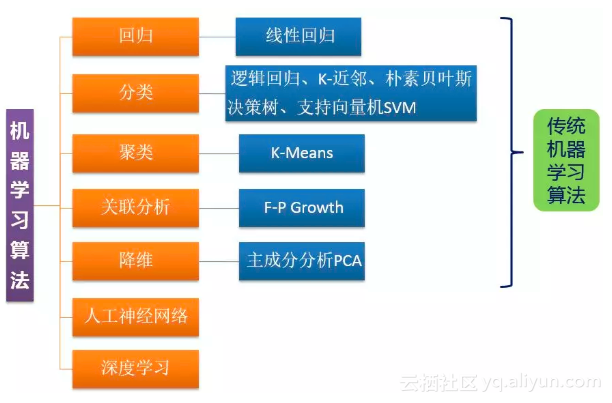 机器学习算法
回归
线性回归
分类
逻辑回归、K-近邻、朴素贝叶斯
决策树、支持向量机SVM
聚类
K-Means
关联分析
F-P Growth
降维
主成分分析PCA
人工神经网络
深度学习
传统
机器
学习
算法
云栖社区 yq.aliyun.com